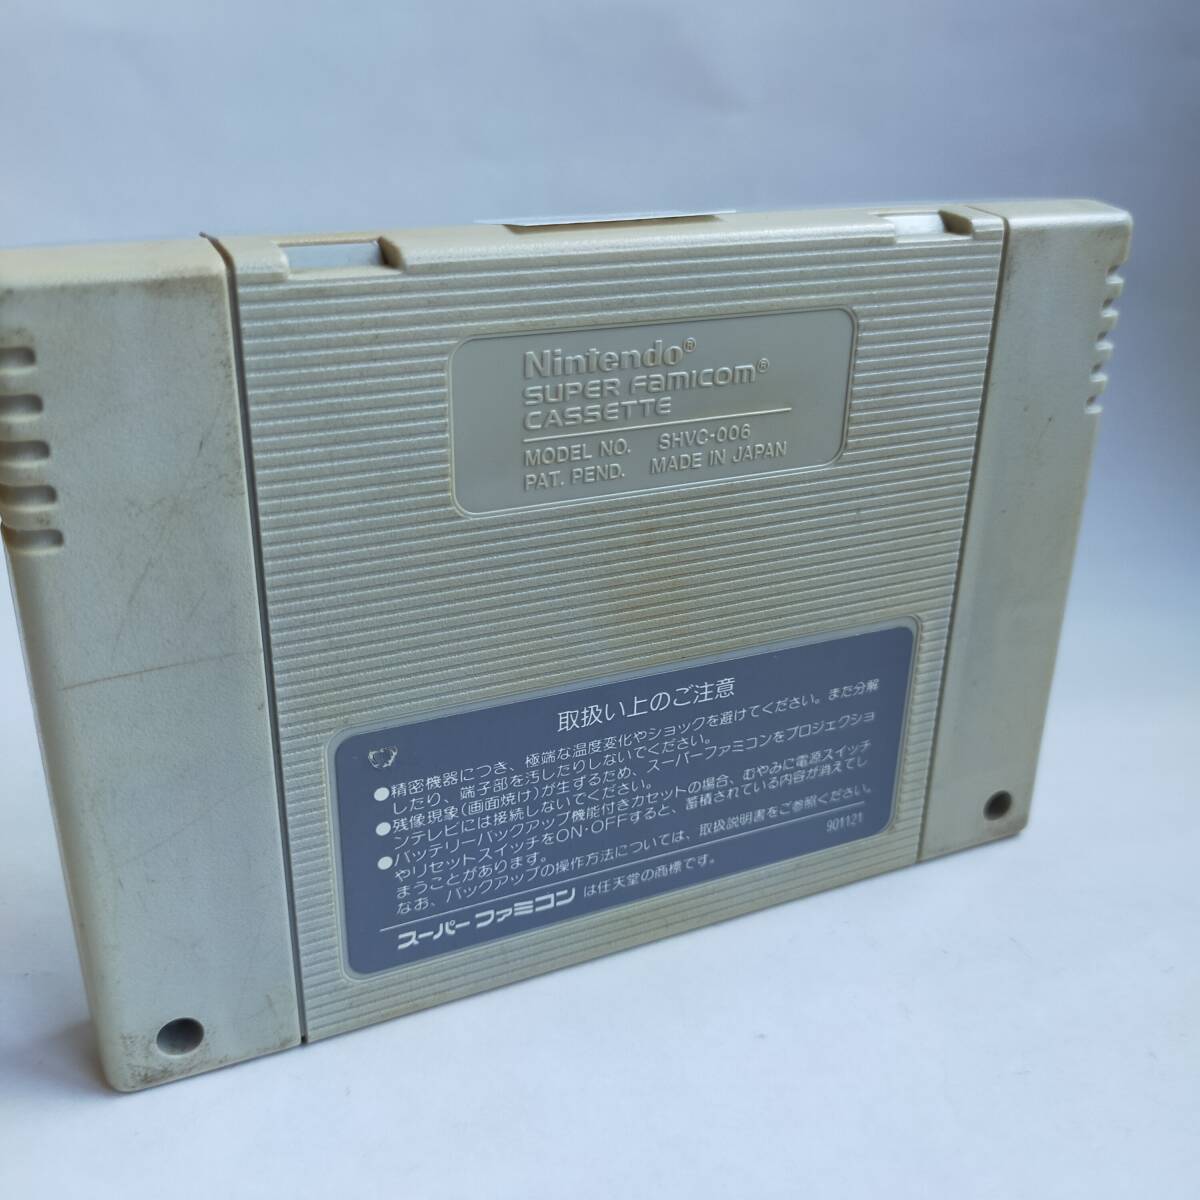 Nintendo®
SUPER Famicom®
CASSETTE
MODEL NO. SHVC-006
PAT. PEND. MADE IN JAPAN
取扱い上のご注意
●精密機器につき、極端な温度変化やショックを避けてください。また分解
したり、端子部を汚したりしないでください。
●残像現象(画面焼け)が生ずるため、スーパーファミコンをプロジェクショ
ンテレビには接続しないでください。
●バッテリーバックアップ機能付きカセットの場合、むやみに電源スイッチ
やリセットスイッチをON・OFFすると、蓄積されている内容が消えてし
まうことがあります。
なお、バックアップの操作方法については、取扱説明書をご参照ください。
901121
スーパーファミコンは任天堂の商標です。